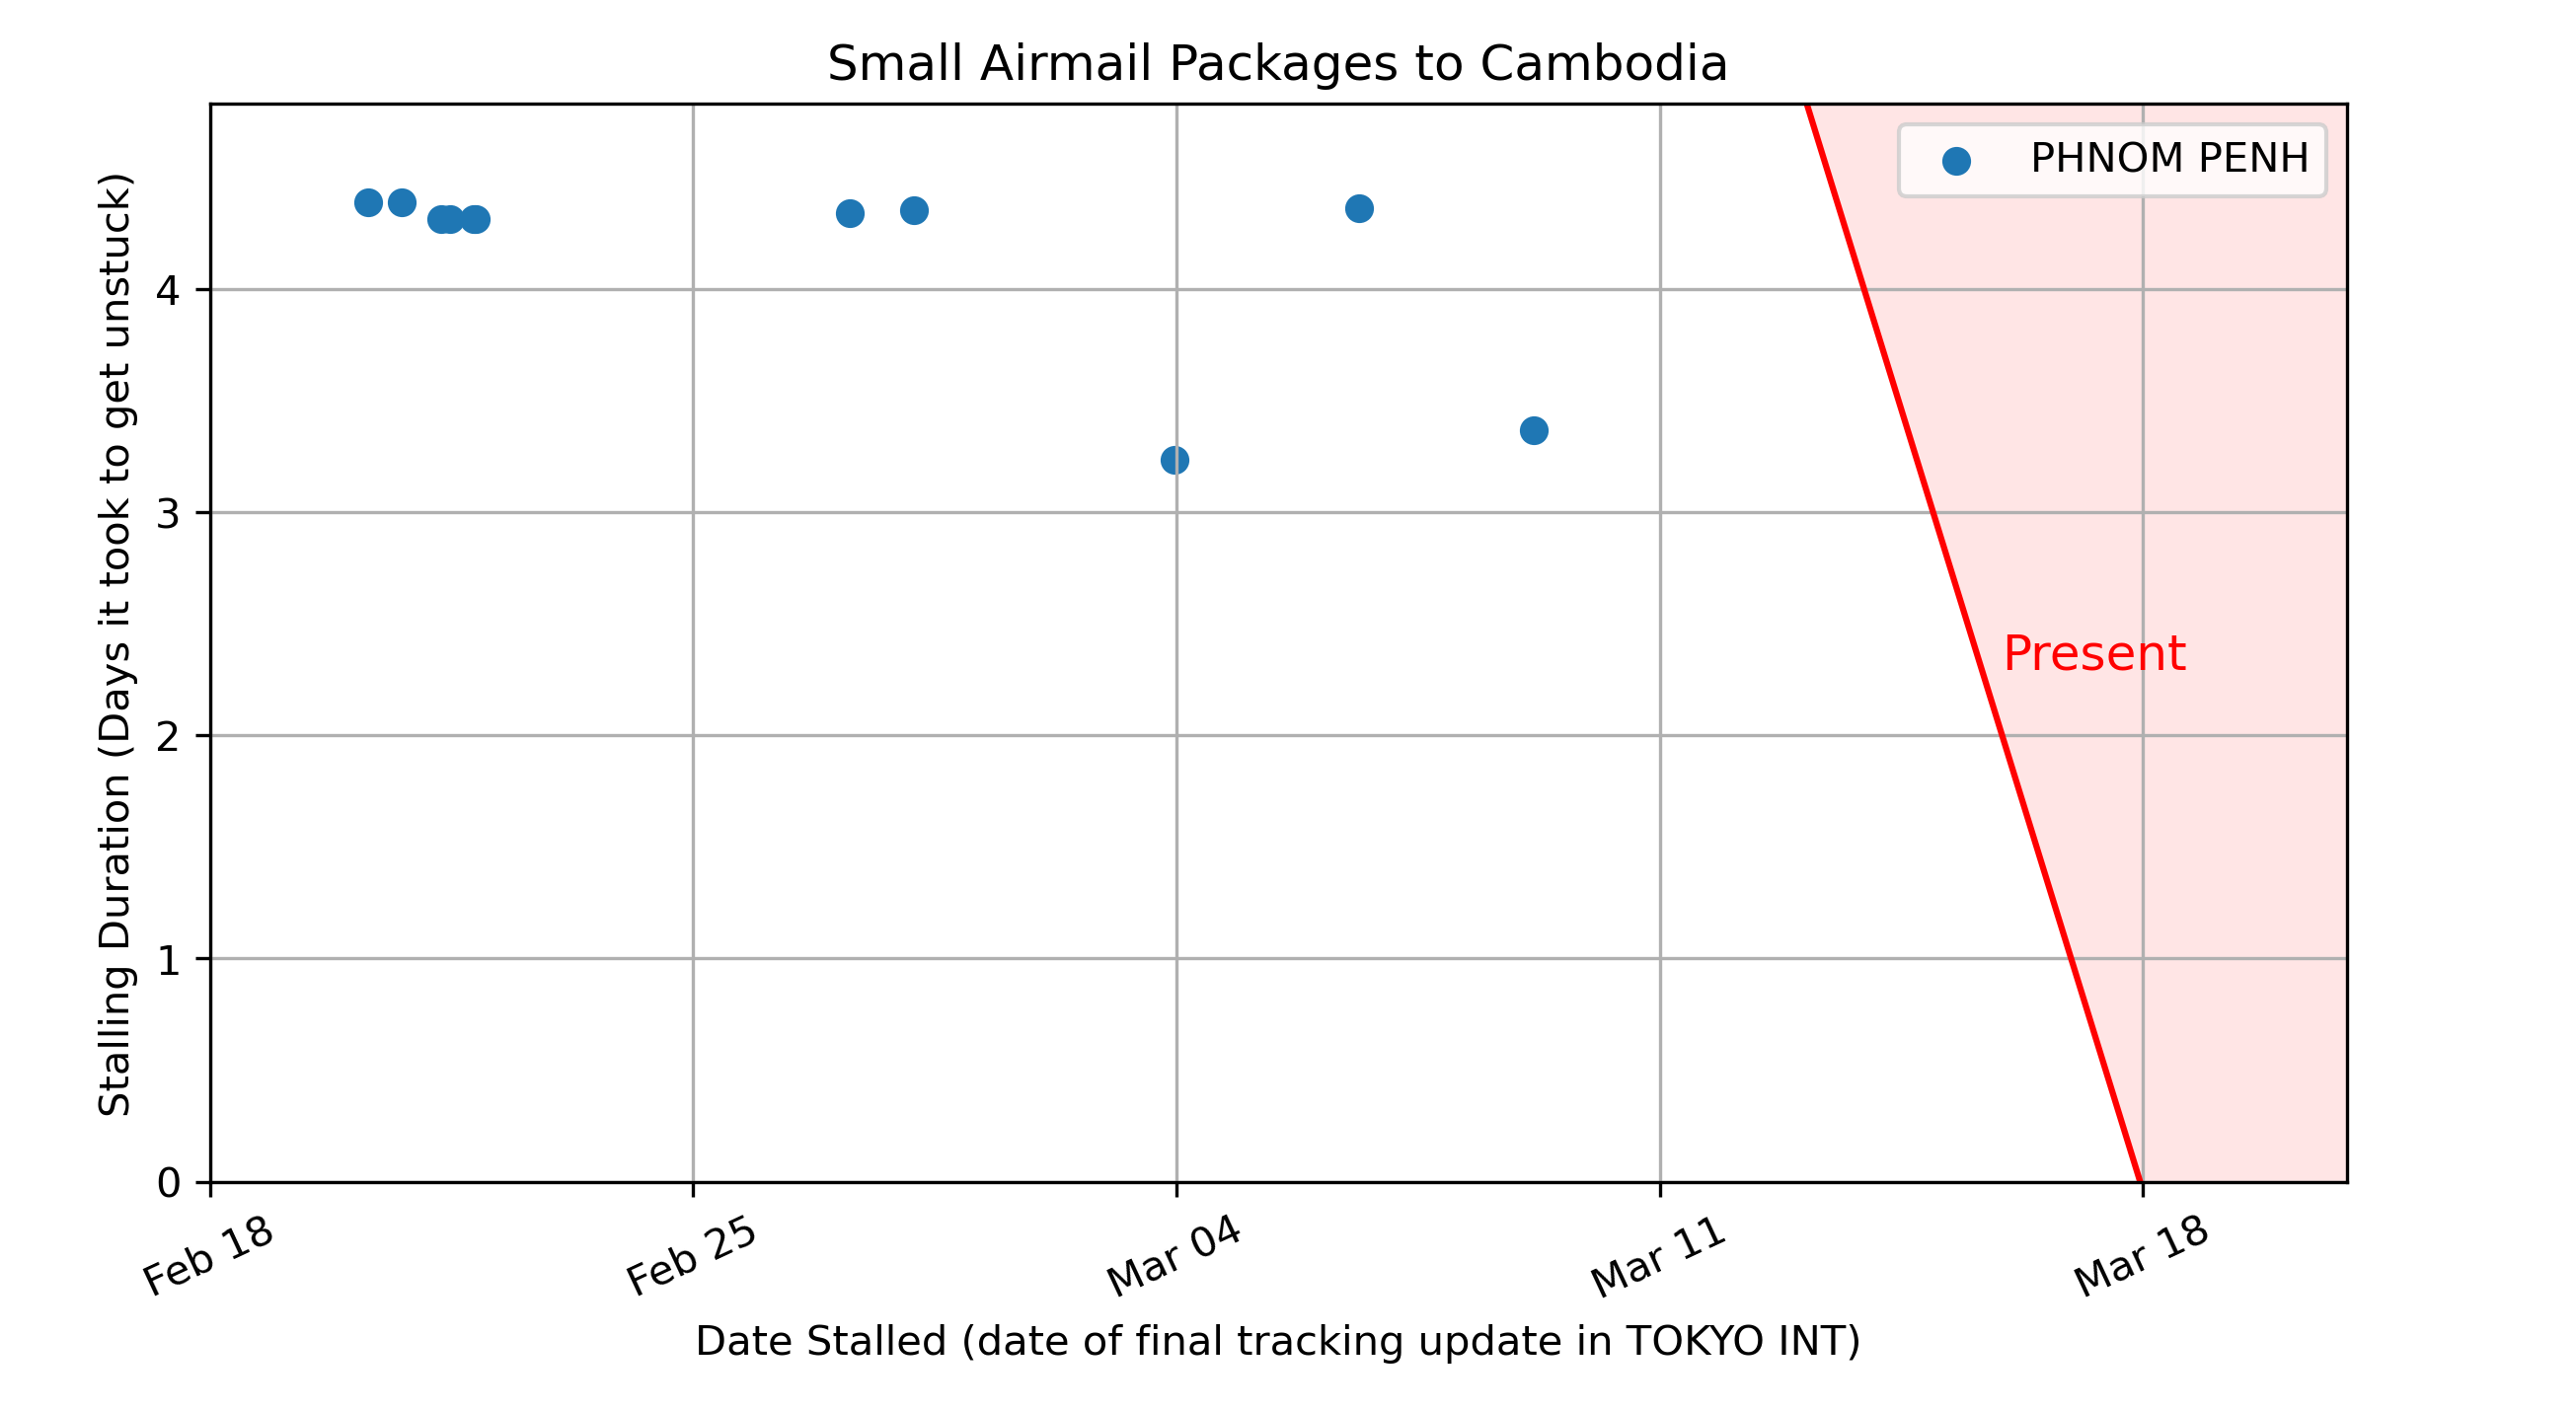 Small Airmail Packages to Cambodia
PHNOM PENH
Stalling Duration (Days it took to get unstuck)
4
3
2
1
0
Present
Feb 18
Feb 25
Mar 04
Mar 11
Mar 18
Date Stalled (date of final tracking update in TOKYO INT)